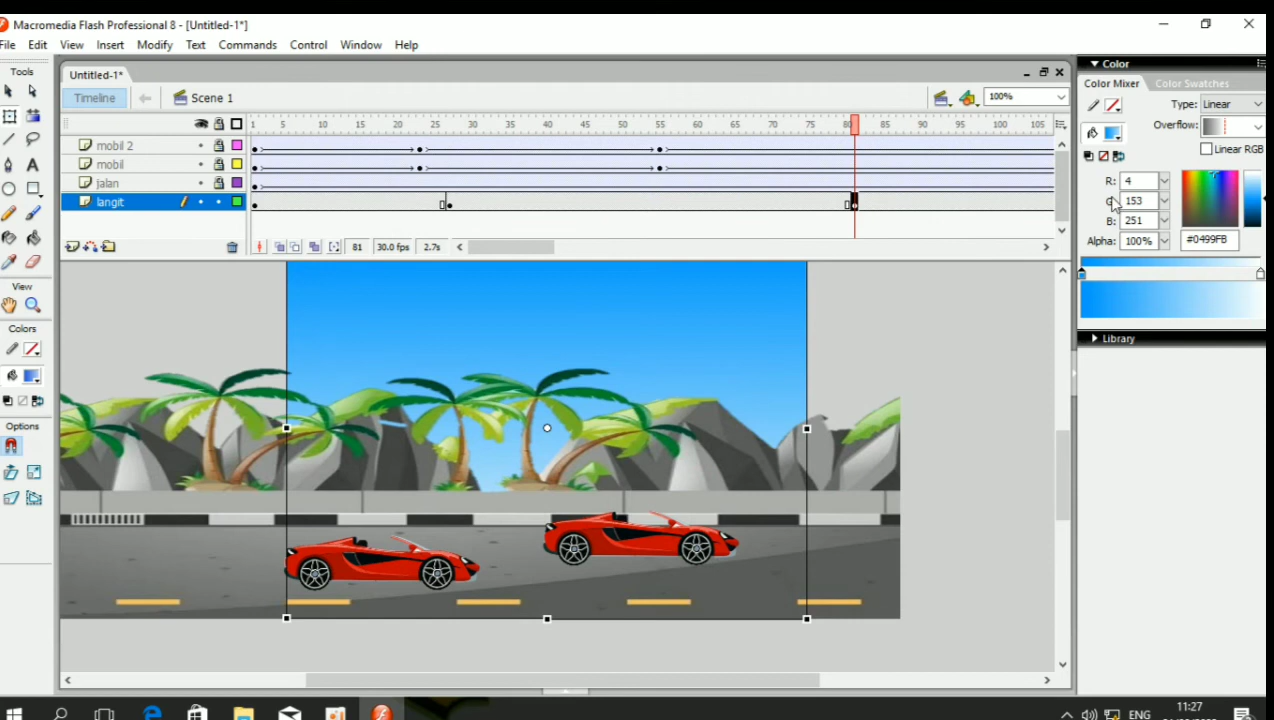 Macromedia Flash Professional 8 - [Untitled-1*]
File Edit View Insert Modify Text Commands Control Window Help
Tools
View
Colors
Options
Untitled-1*
Timeline Scene 1 100%
1 5 10 15 20 25 30 35 40 45 50 55 60 65 70 75 80 85 90 95 100 105
mobil 2
mobil
jalan
langit
81 30.0 fps 2.7s
Color
Color Mixer Color Swatches
Type: Linear
Overflow:
Linear RGB
R: 4
G: 153
B: 251
Alpha: 100% #0499FB
Library
ENG
11:27